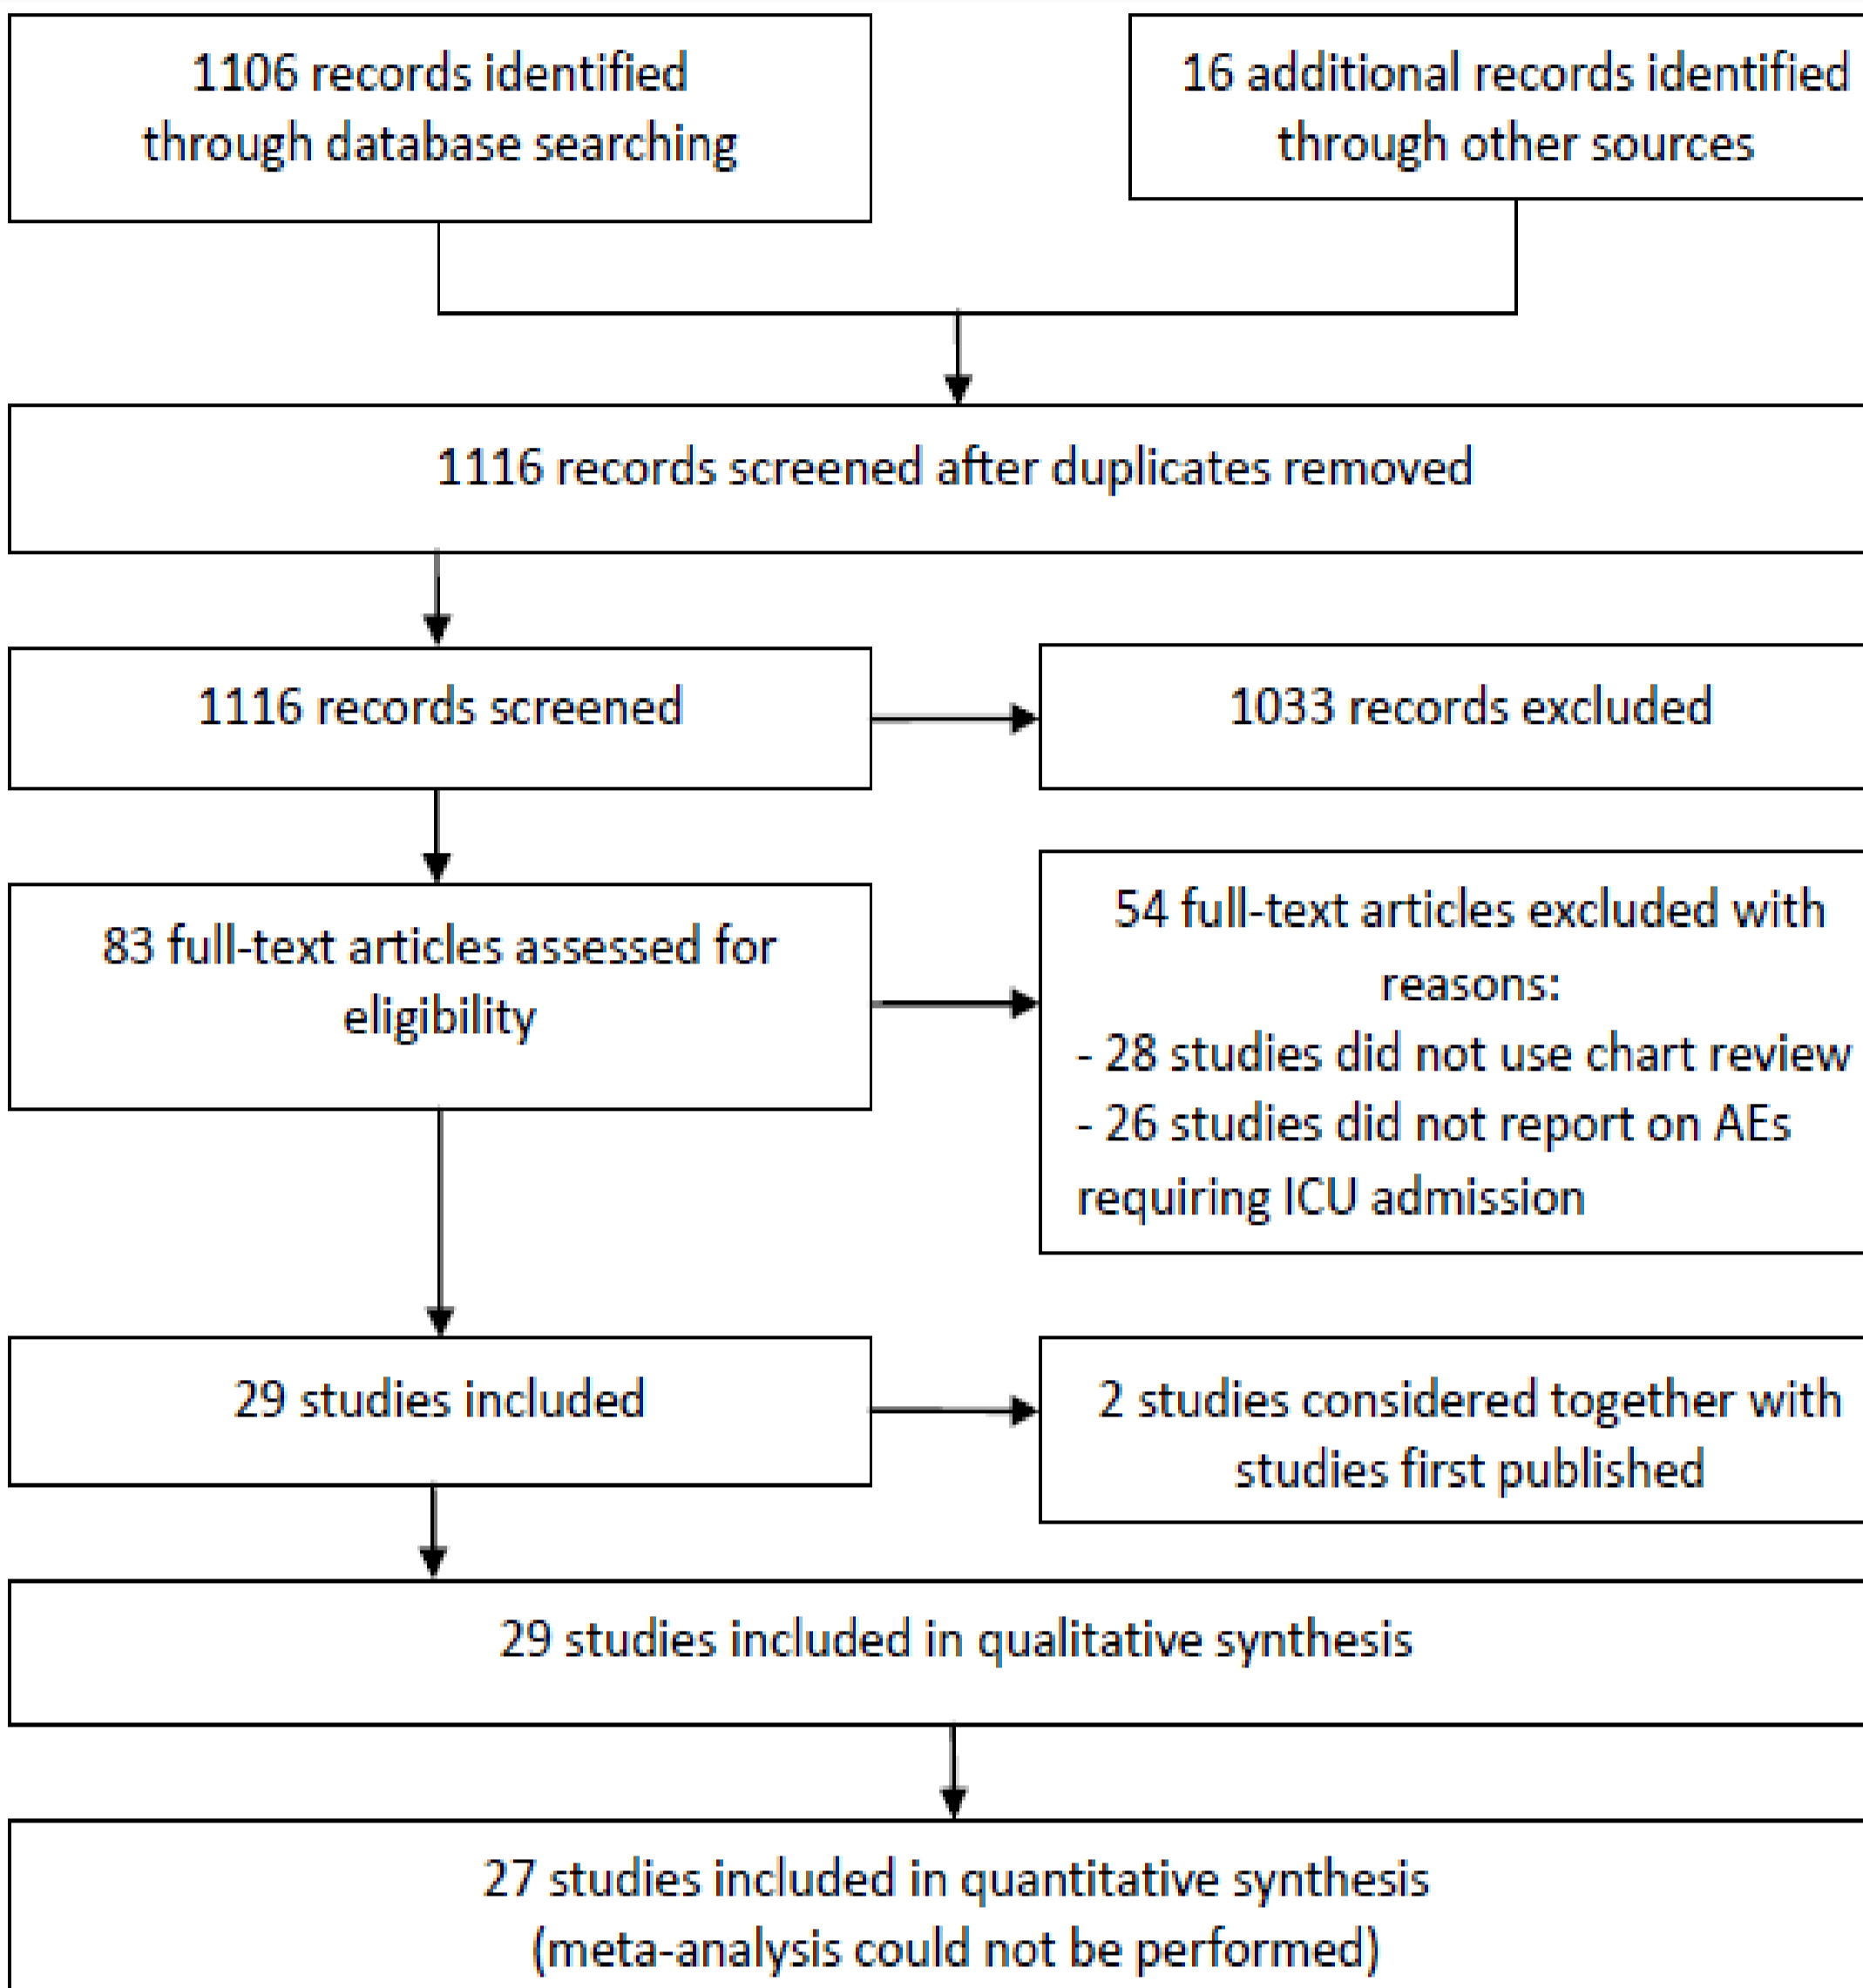 1106 records identified
through database searching
16 additional records identified
through other sources
1116 records screened after duplicates removed
1116 records screened
1033 records excluded
83 full-text articles assessed for
eligibility
54 full-text articles excluded with
reasons:
- 28 studies did not use chart review
- 26 studies did not report on AEs
requiring ICU admission
29 studies included
2 studies considered together with
studies first published
29 studies included in qualitative synthesis
27 studies included in quantitative synthesis
(meta-analysis could not be performed)